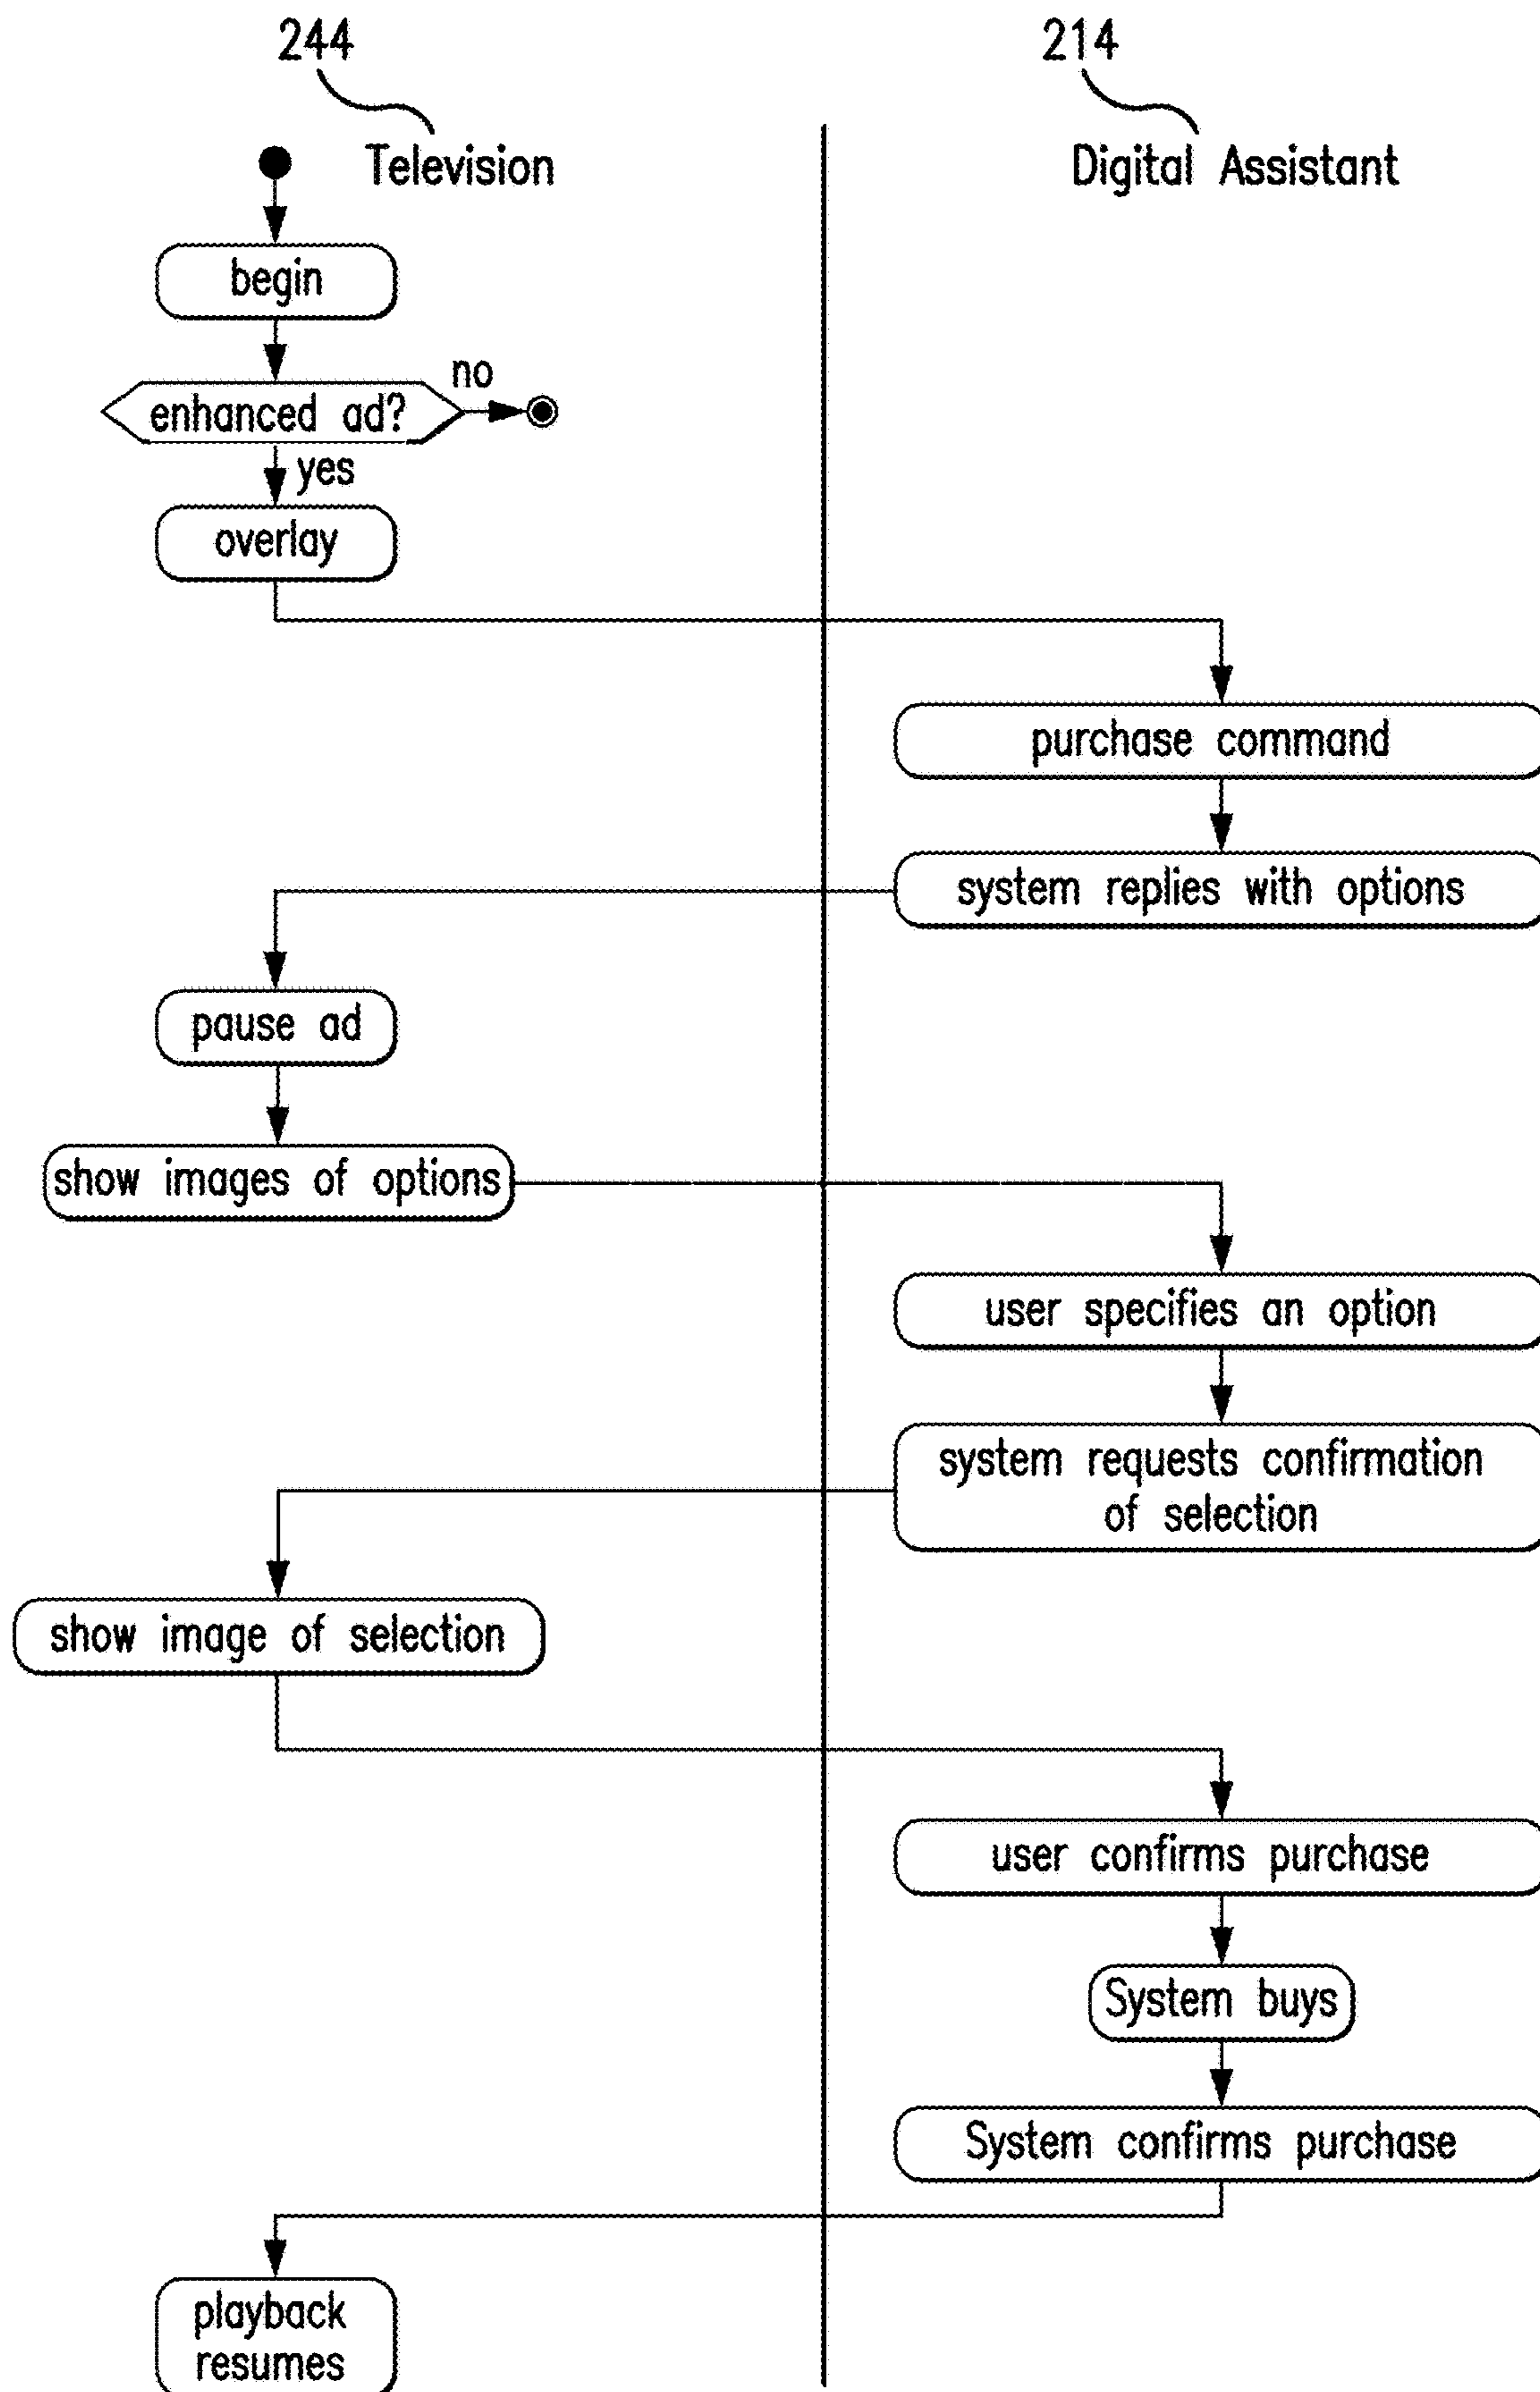 244
214
Television
Digital Assistant
begin
no
enhanced ad?
yes
overlay
purchase command
system replies with options
pause ad
show images of options
user specifies an option
system requests confirmation
of selection
show image of selection
user confirms purchase
System buys
System confirms purchase
playback
resumes